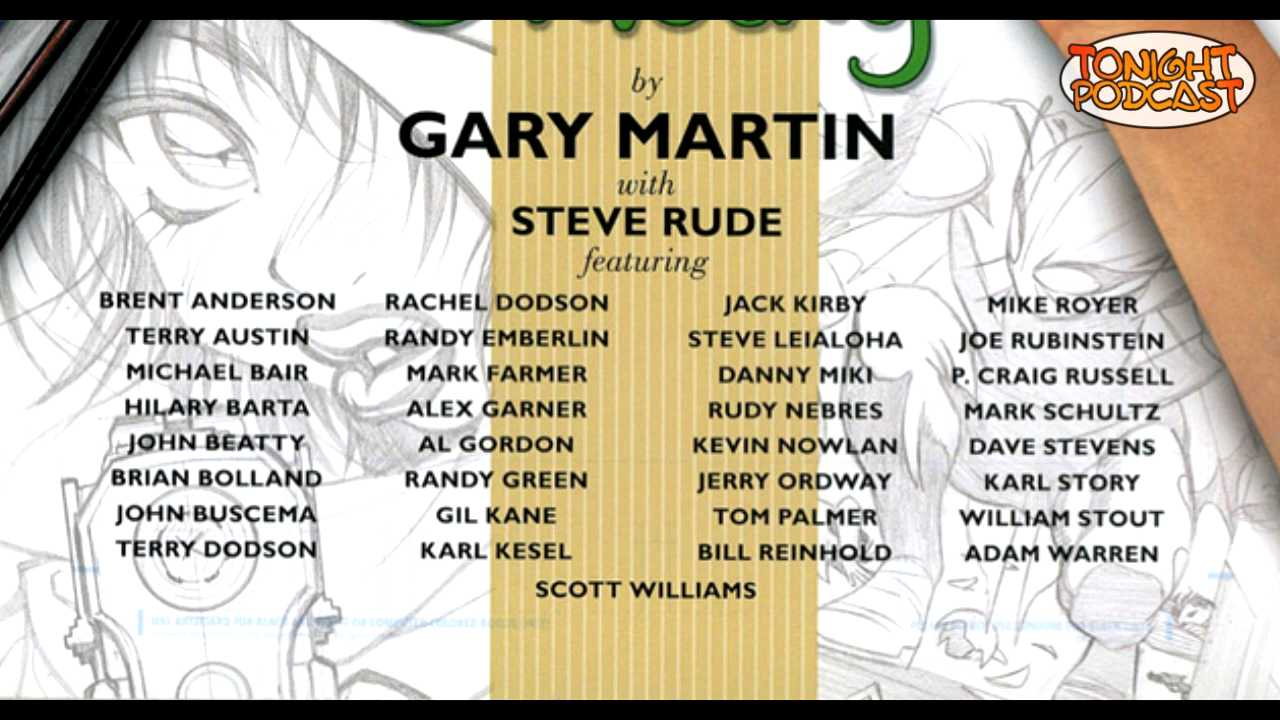 TONIGHT
PODCAST
by
GARY MARTIN
with
STEVE RUDE
featuring
BRENT ANDERSON RACHEL DODSON JACK KIRBY MIKE ROYER
TERRY AUSTIN RANDY EMBERLIN STEVE LEIALOHA JOE RUBINSTEIN
MICHAEL BAIR MARK FARMER DANNY MIKI P. CRAIG RUSSELL
HILARY BARTA ALEX GARNER RUDY NEBRES MARK SCHULTZ
JOHN BEATTY AL GORDON KEVIN NOWLAN DAVE STEVENS
BRIAN BOLLAND RANDY GREEN JERRY ORDWAY KARL STORY
JOHN BUSCEMA GIL KANE TOM PALMER WILLIAM STOUT
TERRY DODSON KARL KESEL BILL REINHOLD ADAM WARREN
SCOTT WILLIAMS